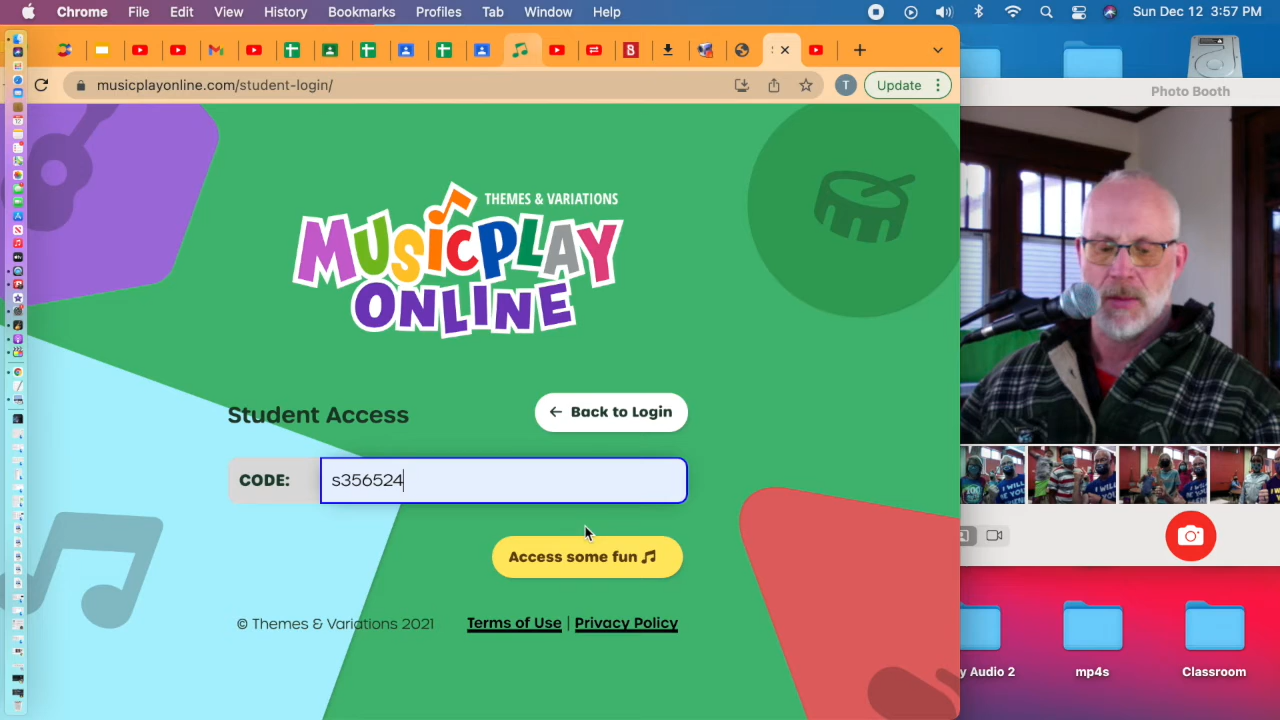 Chrome File Edit View History Bookmarks Profiles Tab Window Help Sun Dec 12 3:57 PM
musicplayonline.com/student-login/ T Update
Photo Booth
THEMES & VARIATIONS
MUSICPLAY
ONLINE
Student Access
← Back to Login
CODE: s356524
Access some fun
© Themes & Variations 2021 Terms of Use | Privacy Policy
y Audio 2 mp4s Classroom